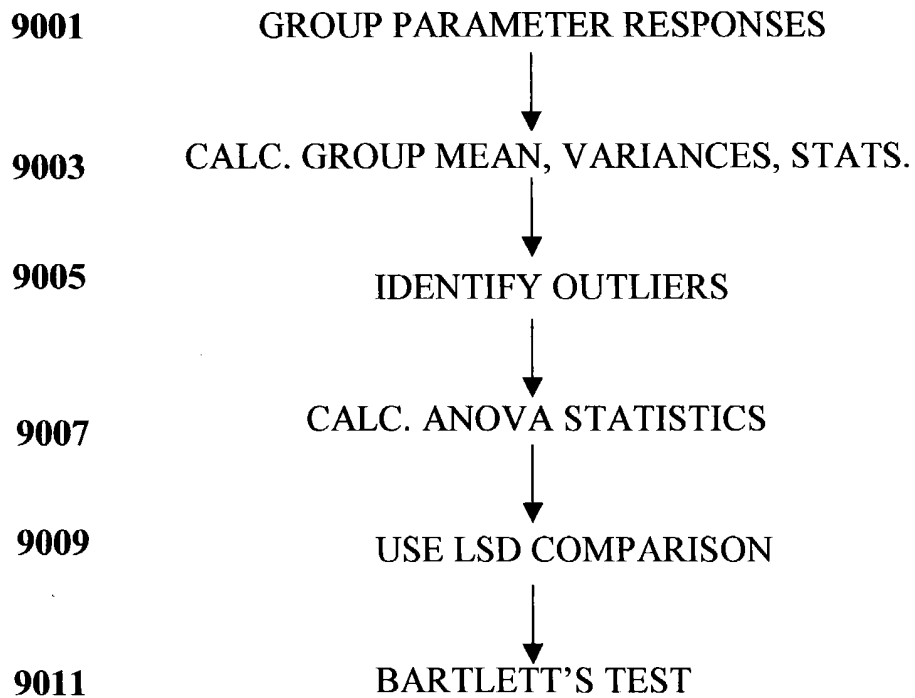 9001 GROUP PARAMETER RESPONSES
9003 CALC. GROUP MEAN, VARIANCES, STATS.
9005 IDENTIFY OUTLIERS
9007 CALC. ANOVA STATISTICS
9009 USE LSD COMPARISON
9011 BARTLETT'S TEST